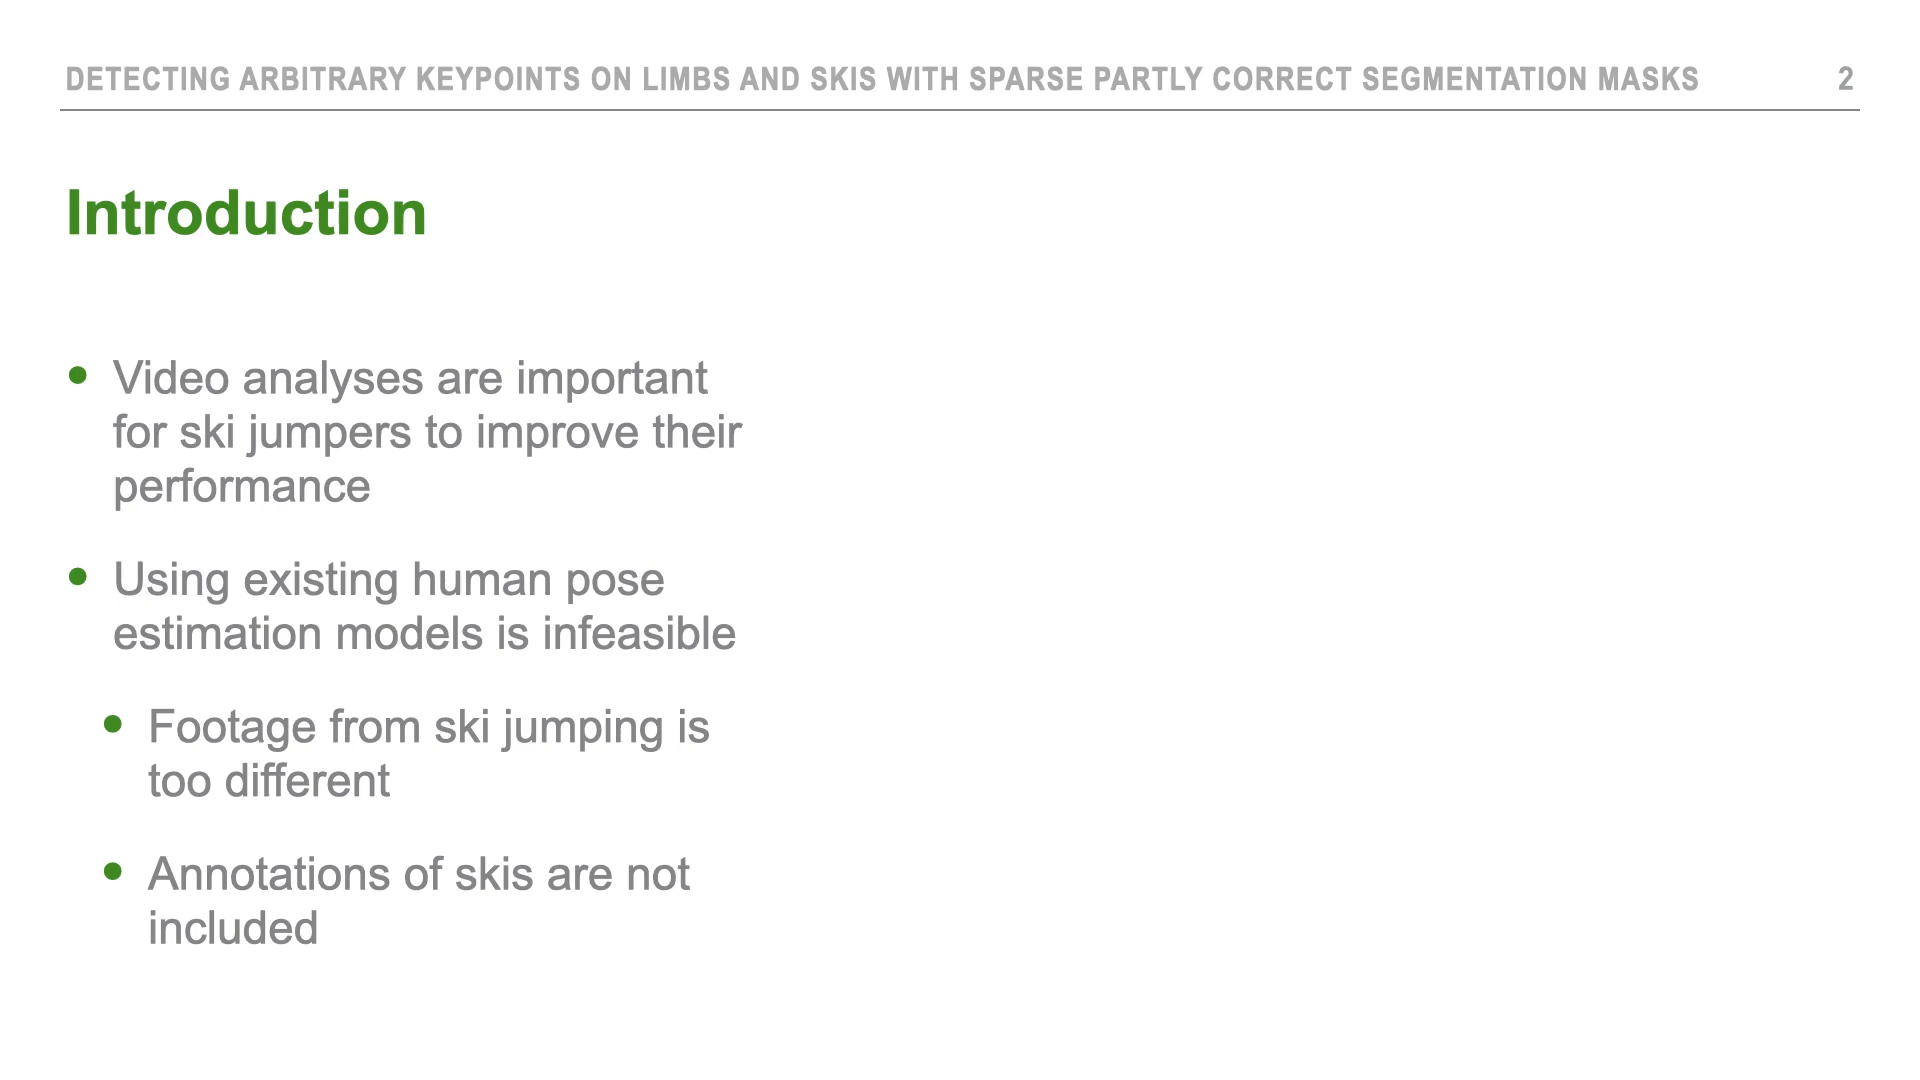 DETECTING ARBITRARY KEYPOINTS ON LIMBS AND SKIS WITH SPARSE PARTLY CORRECT SEGMENTATION MASKS 2
Introduction
• Video analyses are important
for ski jumpers to improve their
performance
• Using existing human pose
estimation models is infeasible
• Footage from ski jumping is
too different
• Annotations of skis are not
included